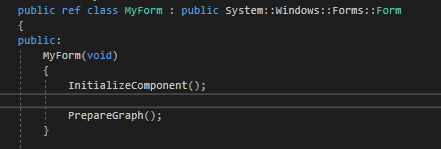 public ref class MyForm : public System::Windows::Forms::Form
{
public:
MyForm(void)
{
InitializeComponent();
PrepareGraph();
}